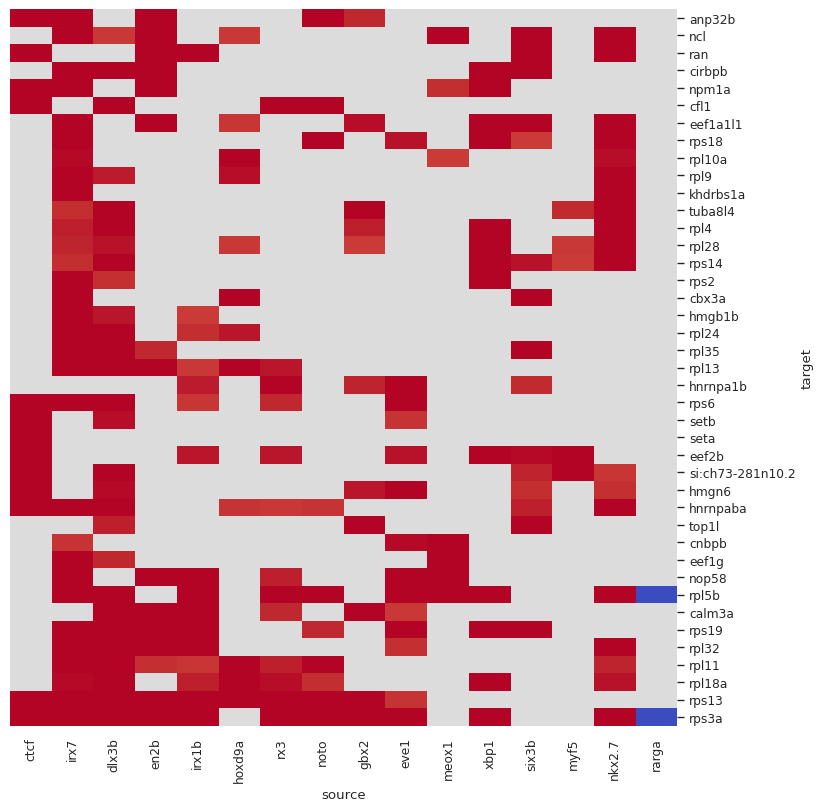 anp32b
ncl
ran
cirbpb
npm1a
cfl1
eef1a1l1
rps18
rpl10a
rpl9
khdrbs1a
tuba8l4
rpl4
rpl28
rps14
rps2
cbx3a
hmgb1b
rpl24
rpl35
rpl13
hnrnpa1b
rps6
setb
seta
eef2b
si:ch73-281n10.2
hmgn6
hnrnpaba
top1l
cnbpb
eef1g
nop58
rpl5b
calm3a
rps19
rpl32
rpl11
rpl18a
rps13
rps3a
target
ctcf
irx7
dlx3b
en2b
irx1b
hoxd9a
rx3
noto
gbx2
eve1
meox1
xbp1
six3b
myf5
nkx2.7
rarga
source